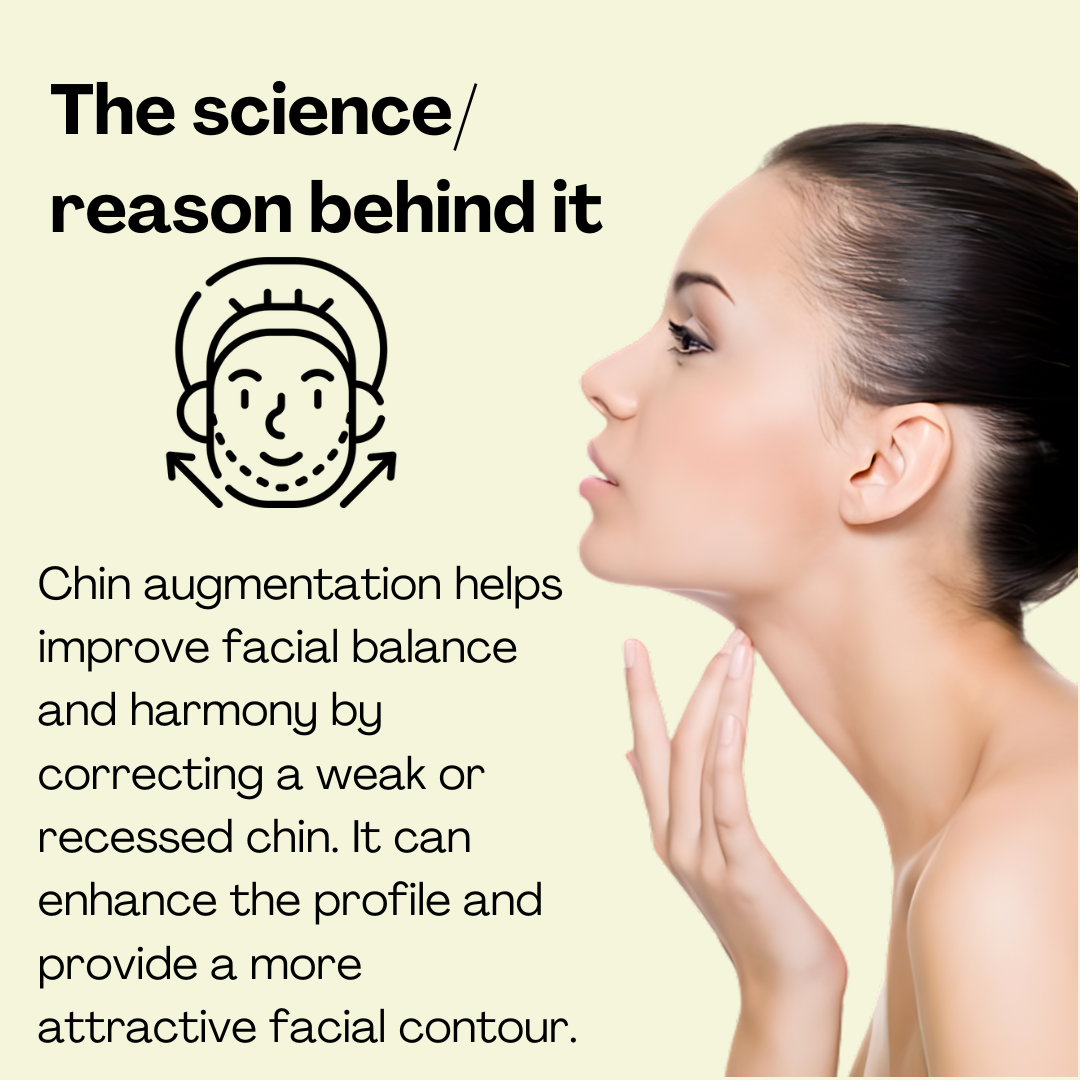 The science/
reason behind it
Chin augmentation helps
improve facial balance
and harmony by
correcting a weak or
recessed chin. It can
enhance the profile and
provide a more
attractive facial contour.